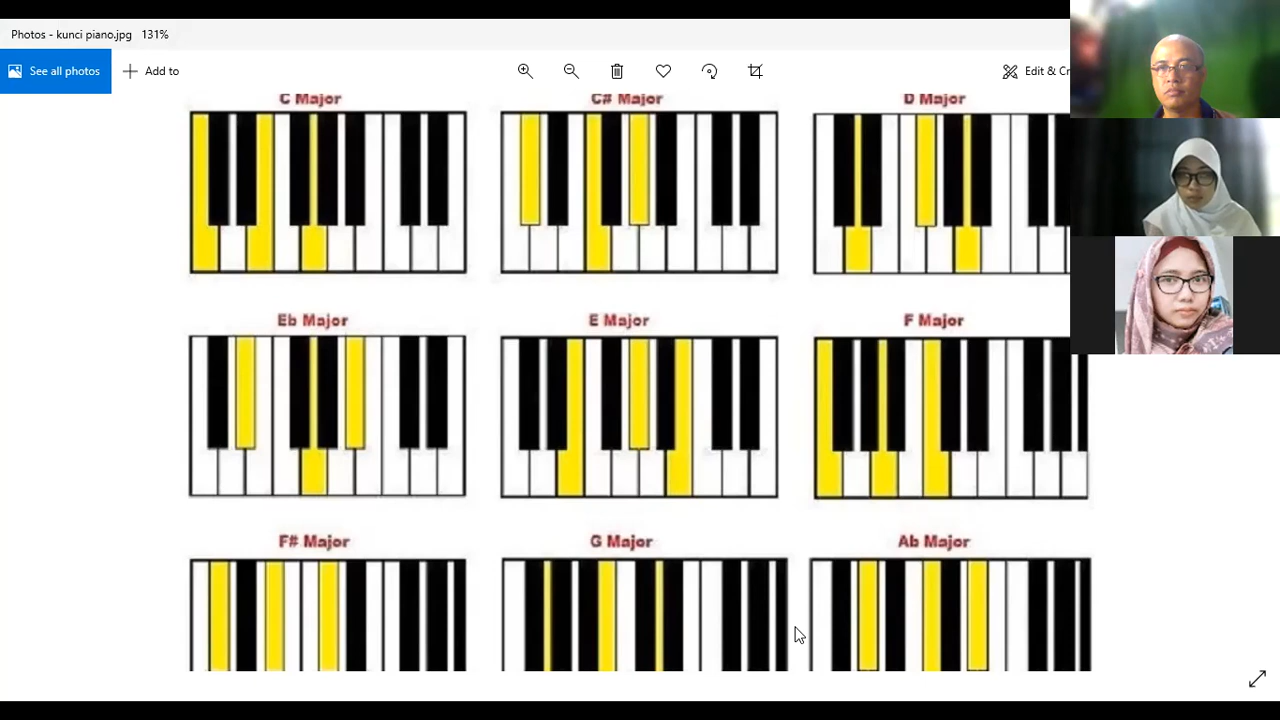 Photos - kunci piano.jpg 131%
See all photos
Add to
Edit & Cr
C Major
C# Major
D Major
Eb Major
E Major
F Major
F# Major
G Major
Ab Major